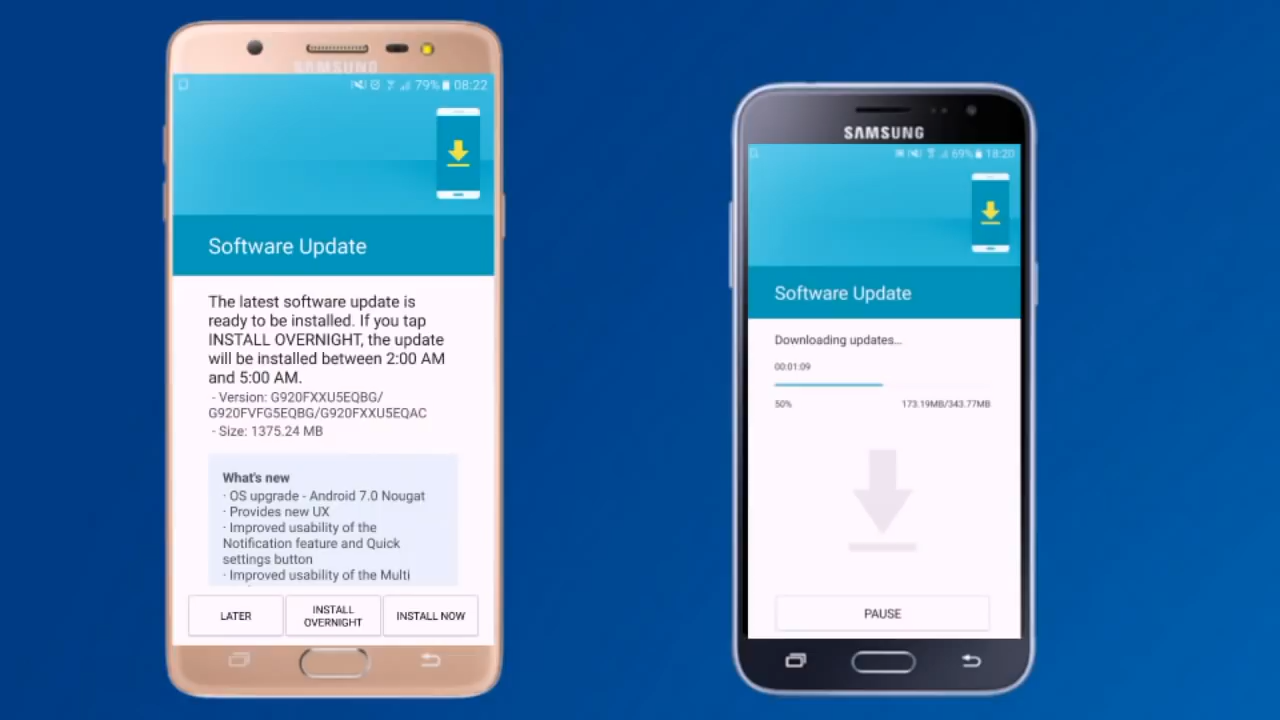 SAMSUNG
79% 08:22
Software Update
The latest software update is
ready to be installed. If you tap
INSTALL OVERNIGHT, the update
will be installed between 2:00 AM
and 5:00 AM.
- Version: G920FXXU5EQBG/
G920FVFG5EQBG/G920FXXU5EQAC
- Size: 1375.24 MB
What's new
· OS upgrade - Android 7.0 Nougat
· Provides new UX
· Improved usability of the
Notification feature and Quick
settings button
· Improved usability of the Multi
LATER
INSTALL
OVERNIGHT
INSTALL NOW
SAMSUNG
69% 18:20
Software Update
Downloading updates...
00:01:09
50% 173.19MB/343.77MB
PAUSE